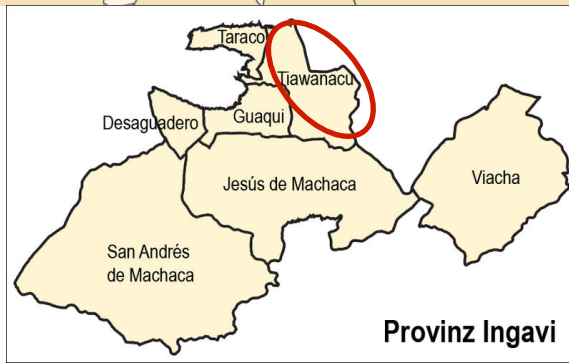 Taraco
Tiawanacu
Desaguadero
Guaqui
Jesús de Machaca
Viacha
San Andrés
de Machaca
Provinz Ingavi